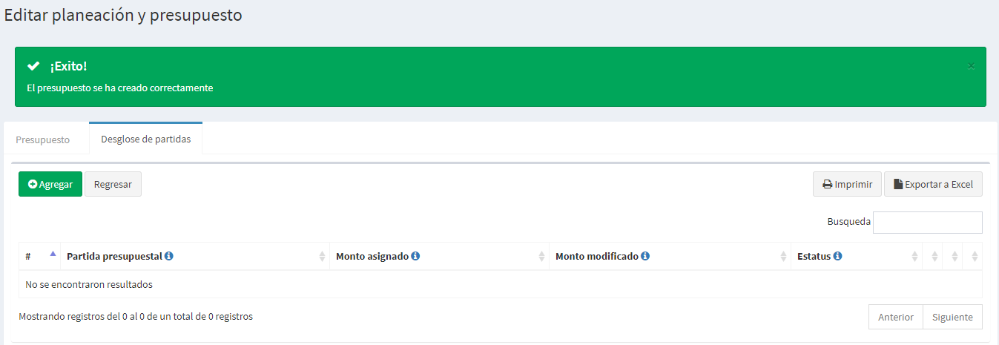 Editar planeación y presupuesto
¡Exito!
×
El presupuesto se ha creado correctamente
Presupuesto Desglose de partidas
Agregar Regresar Imprimir Exportar a Excel
Busqueda
# Partida presupuestal Monto asignado Monto modificado Estatus
No se encontraron resultados
Mostrando registros del 0 al 0 de un total de 0 registros Anterior Siguiente